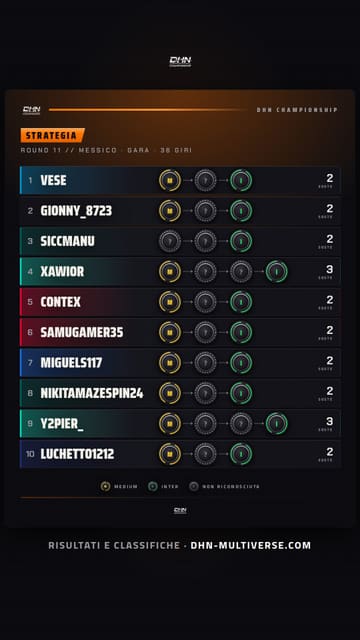 DHN
DHN
DHN CHAMPIONSHIP
STRATEGIA
ROUND 11 // MESSICO · GARA · 36 GIRI
1 VESE M ? I 2 SOSTE
2 GIONNY_8723 M ? I 2 SOSTE
3 SICCMANU ? ? I 2 SOSTE
4 XAWIOR M ? ? I 3 SOSTE
5 CONTEX M ? I 2 SOSTE
6 SAMUGAMER35 M ? I 2 SOSTE
7 MIGUELS117 M ? I 2 SOSTE
8 NIKITAMAZESPIN24 M ? I 2 SOSTE
9 Y2PIER_ M ? ? I 3 SOSTE
10 LUCHETTO1212 M ? I 2 SOSTE
MEDIUM INTER NON RICONOSCIUTA
DHN
RISULTATI E CLASSIFICHE · DHN-MULTIVERSE.COM